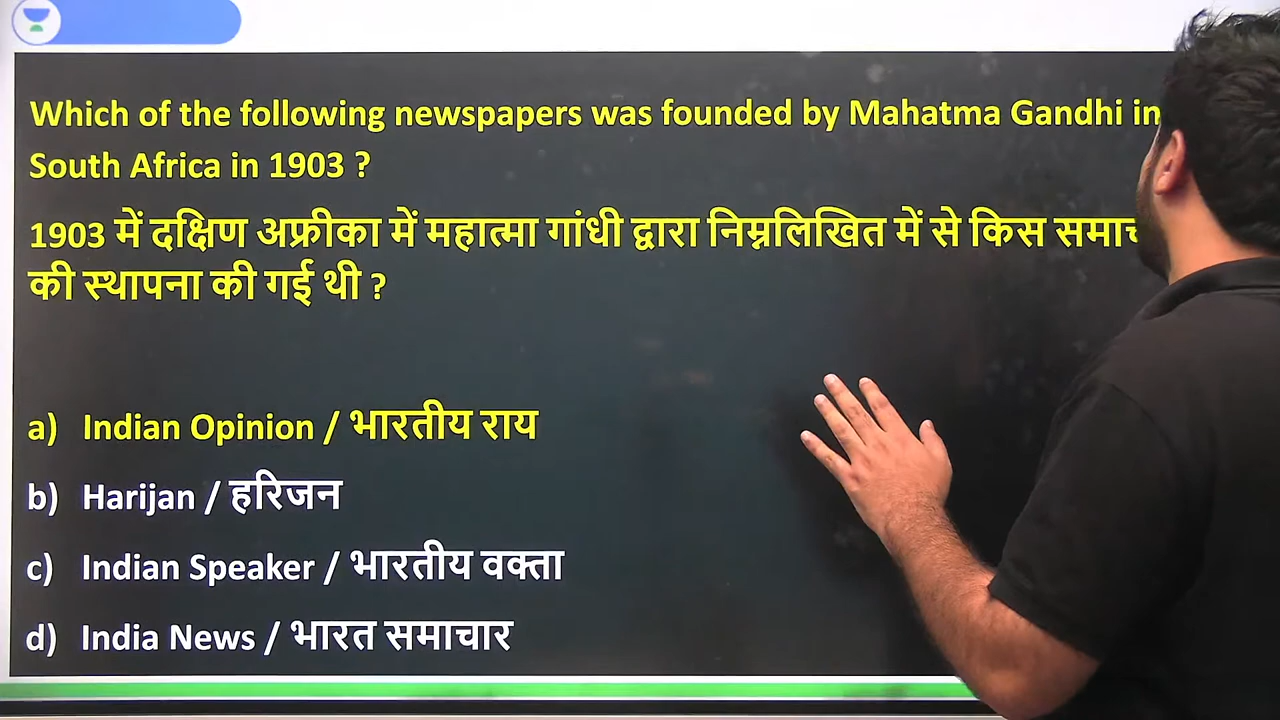 Which of the following newspapers was founded by Mahatma Gandhi in
South Africa in 1903 ?
1903 में दक्षिण अफ्रीका में महात्मा गांधी द्वारा निम्नलिखित में से किस
की स्थापना की गई थी ?
a) Indian Opinion / भारतीय राय
b) Harijan / हरिजन
c) Indian Speaker / भारतीय वक्ता
d) India News / भारत समाचार